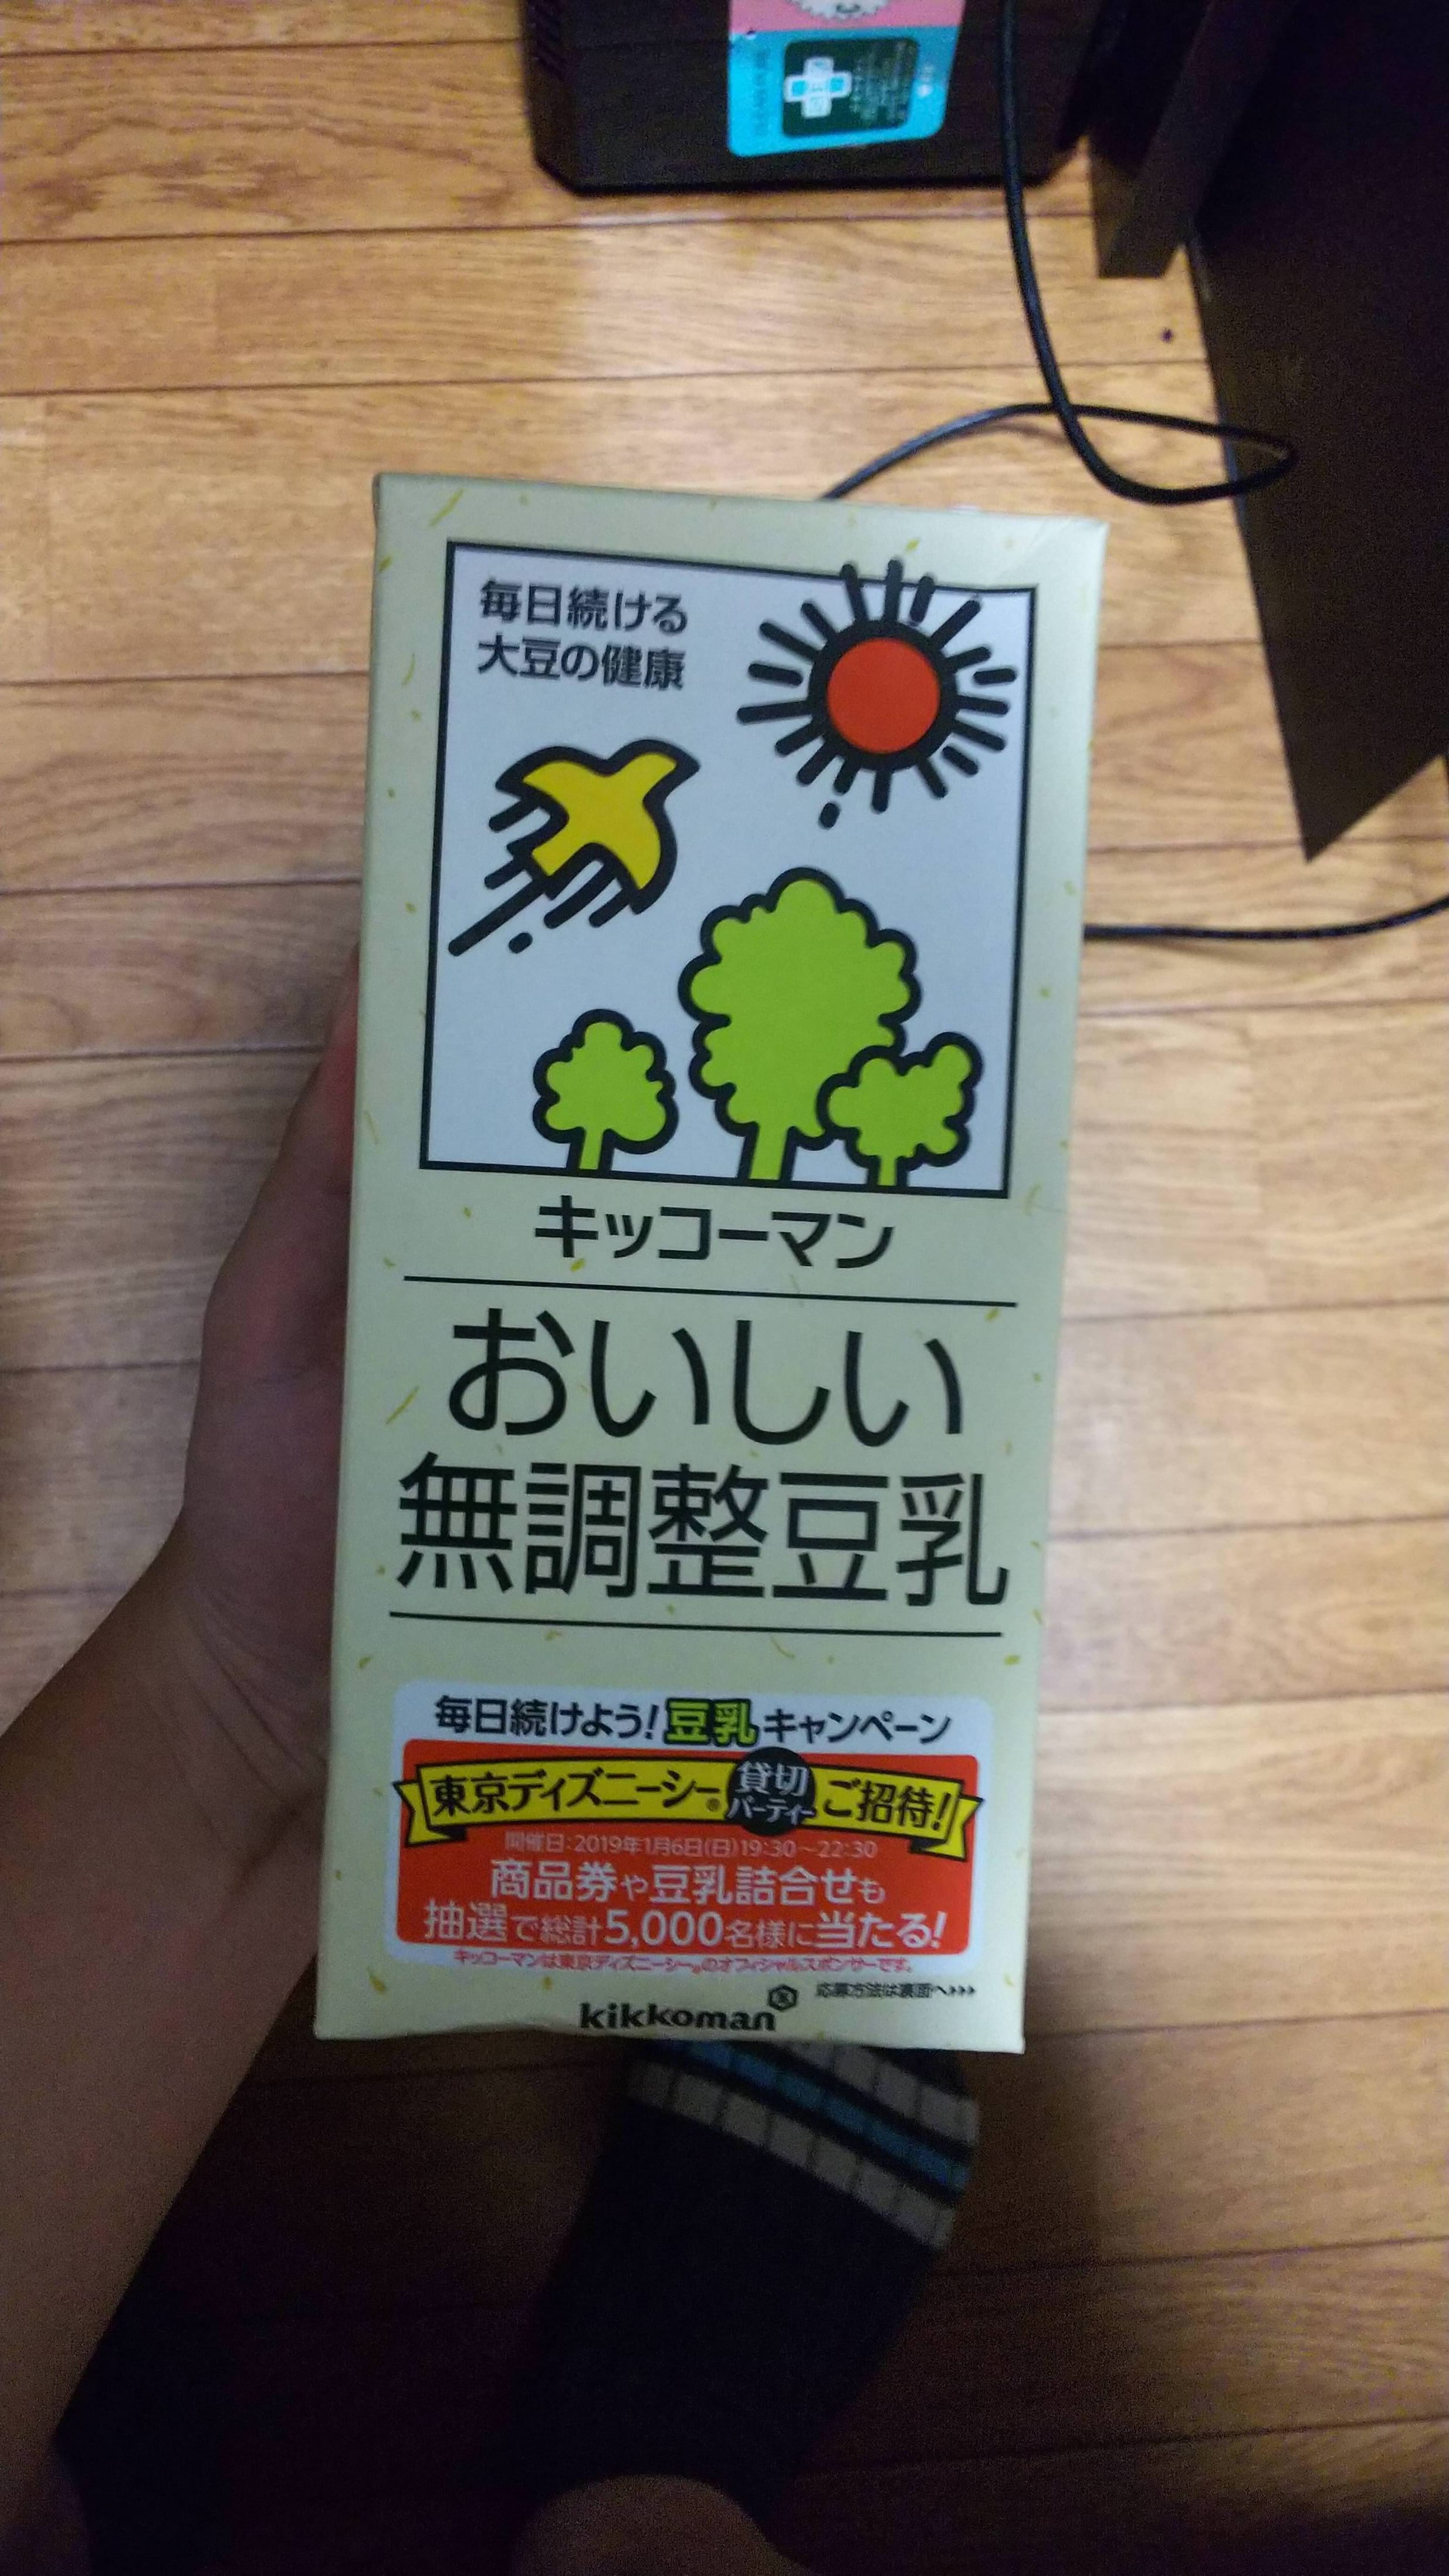 毎日続ける
大豆の健康
キッコーマン
おいしい
無調整豆乳
毎日続けよう!豆乳キャンペーン
東京ディズニーシー®貸切パーティーご招待!
開催日:2019年1月6日(日)19:30~22:30
商品券や豆乳詰合せも
抽選で総計5,000名様に当たる!
キッコーマンは東京ディズニーシー®のオフィシャルスポンサーです。
応募方法は裏面へ>>>
kikkoman